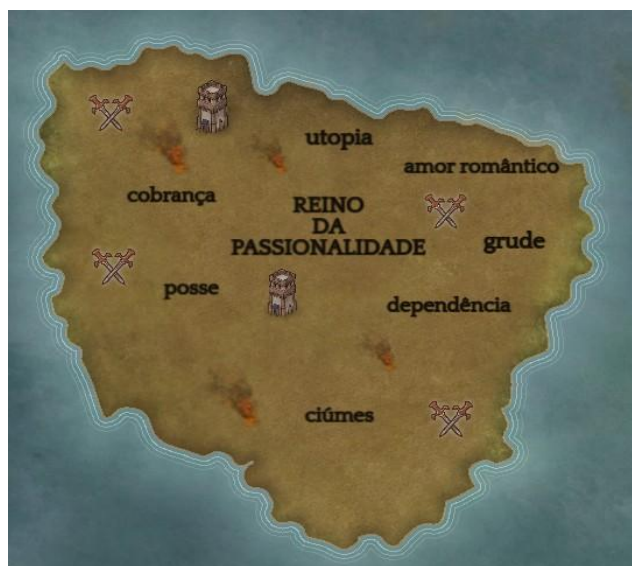 utopia
amor romântico
cobrança
REINO
DA
PASSIONALIDADE
grude
posse
dependência
ciúmes